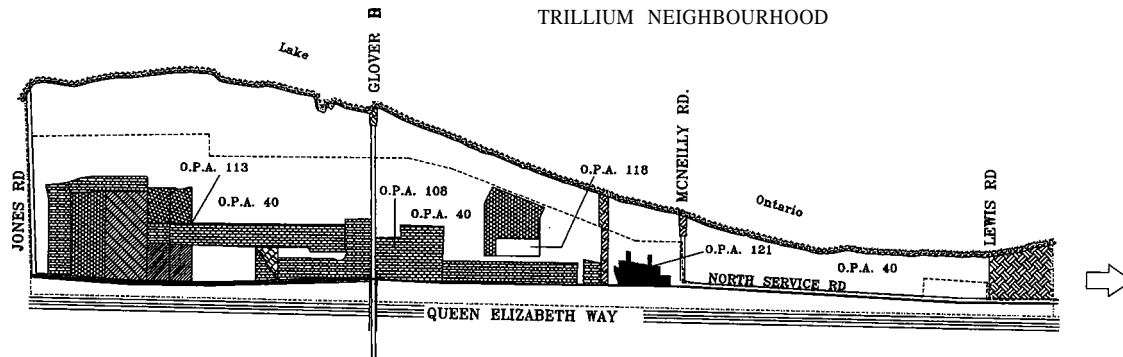 TRILLIUM NEIGHBOURHOOD
Lake
GLOVER
MCNEILLY RD.
O.P.A. 113
O.P.A. 118
O.P.A. 108
O.P.A. 40
O.P.A. 40
JONES RD
Ontario
LEWIS RD
O.P.A. 121
O.P.A. 40
NORTH SERVICE RD
QUEEN ELIZABETH WAY